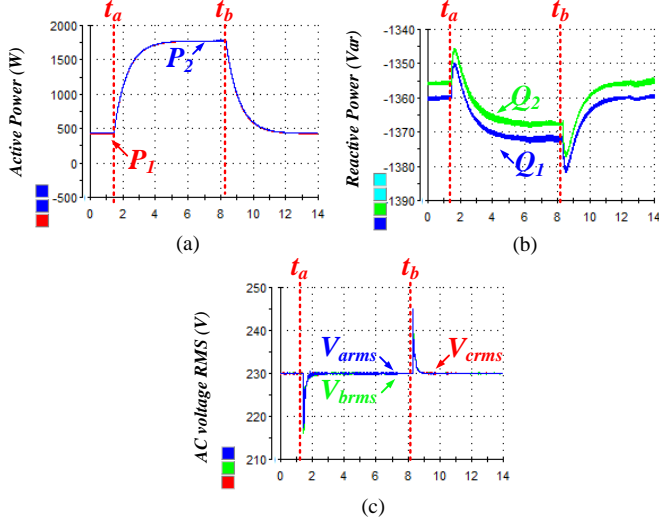 t_a t_b
Active Power (W)
2000
1500
1000
500
0
-500
P_2
P_1
0 2 4 6 8 10 12 14
(a)
t_a t_b
Reactive Power (Var)
-1340
-1350
-1360
-1370
-1380
-1390
Q_2
Q_1
0 2 4 6 8 10 12 14
(b)
t_a t_b
AC voltage RMS (V)
250
240
230
220
210
V_arms
V_brms
V_crms
0 2 4 6 8 10 12 14
(c)